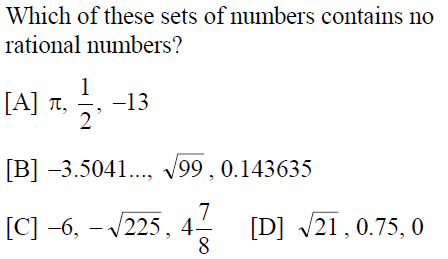 Which of these sets of numbers contains no
rational numbers?
[A] π, 1/2, –13
[B] –3.5041..., √99, 0.143635
[C] –6, –√225, 4 7/8 [D] √21, 0.75, 0